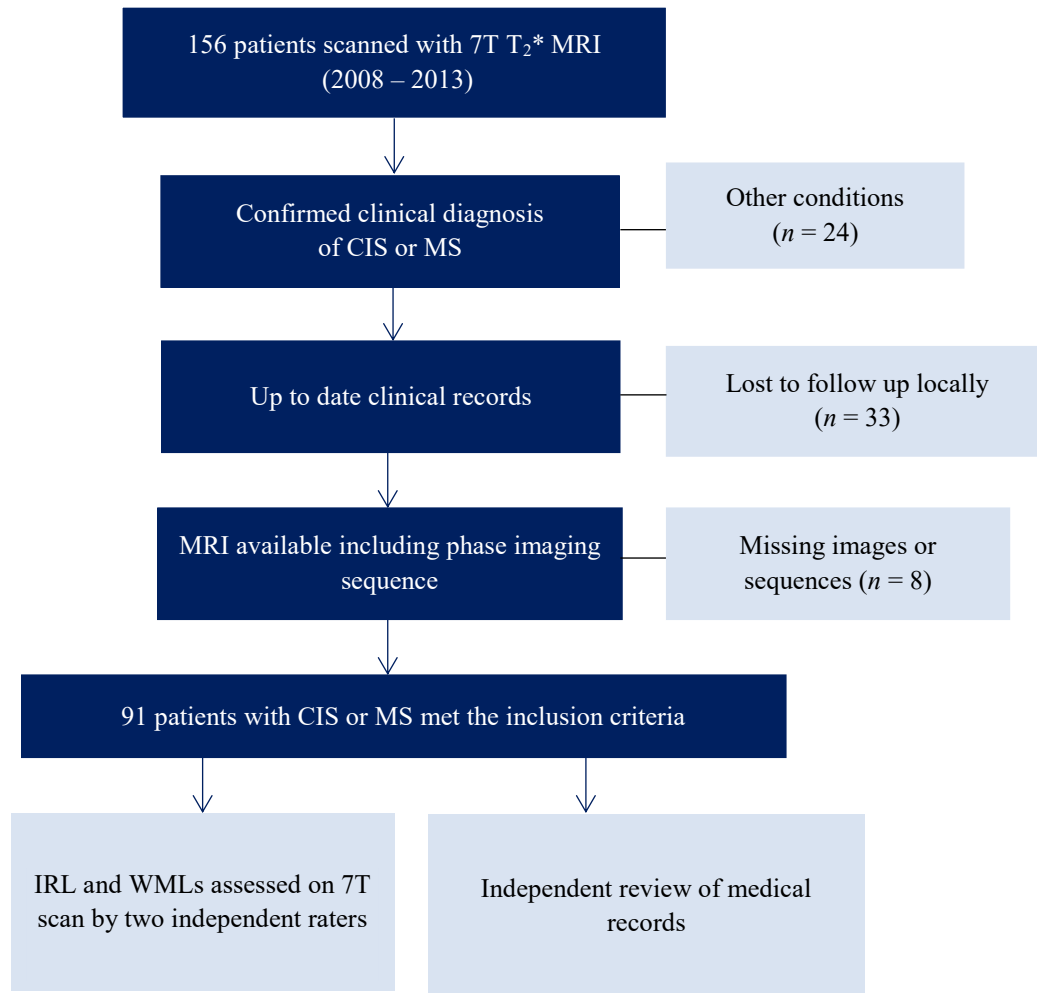 156 patients scanned with 7T T₂* MRI
(2008 – 2013)
Confirmed clinical diagnosis
of CIS or MS
Other conditions
(n = 24)
Up to date clinical records
Lost to follow up locally
(n = 33)
MRI available including phase imaging
sequence
Missing images or
sequences (n = 8)
91 patients with CIS or MS met the inclusion criteria
IRL and WMLs assessed on 7T
scan by two independent raters
Independent review of medical
records